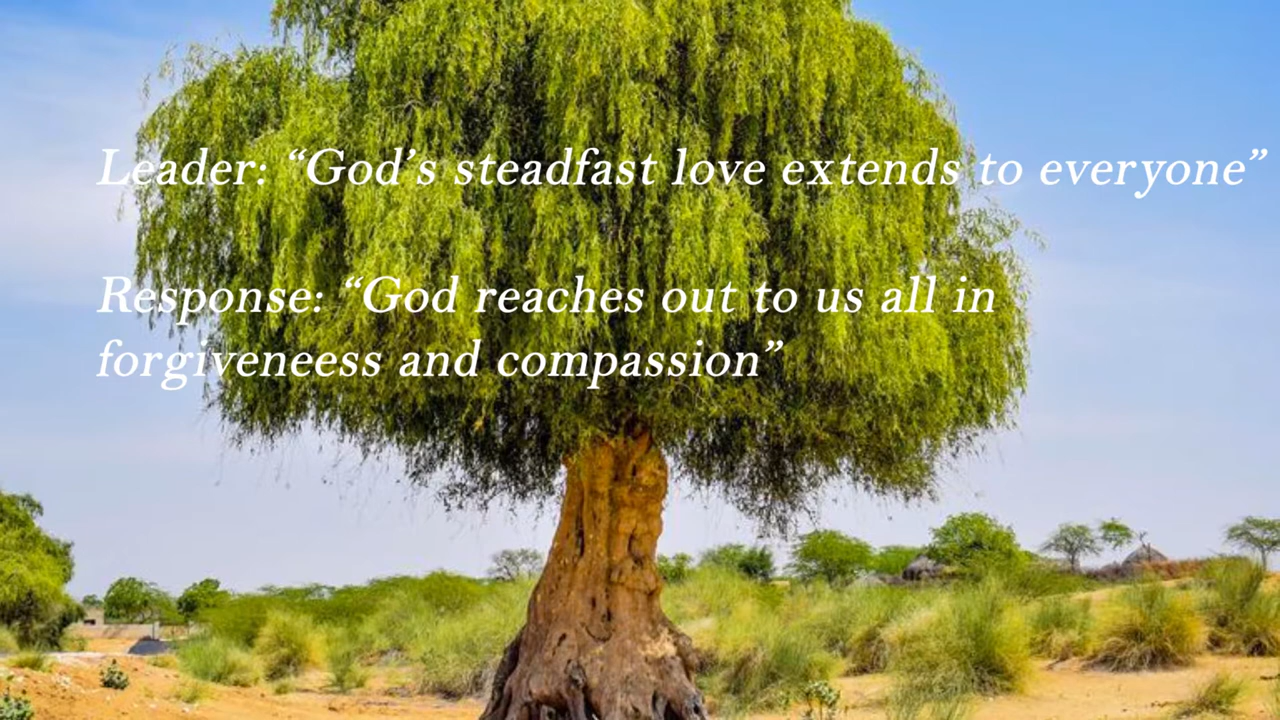 Leader: “God’s steadfast love extends to everyone”
Response: “God reaches out to us all in
forgiveneess and compassion”